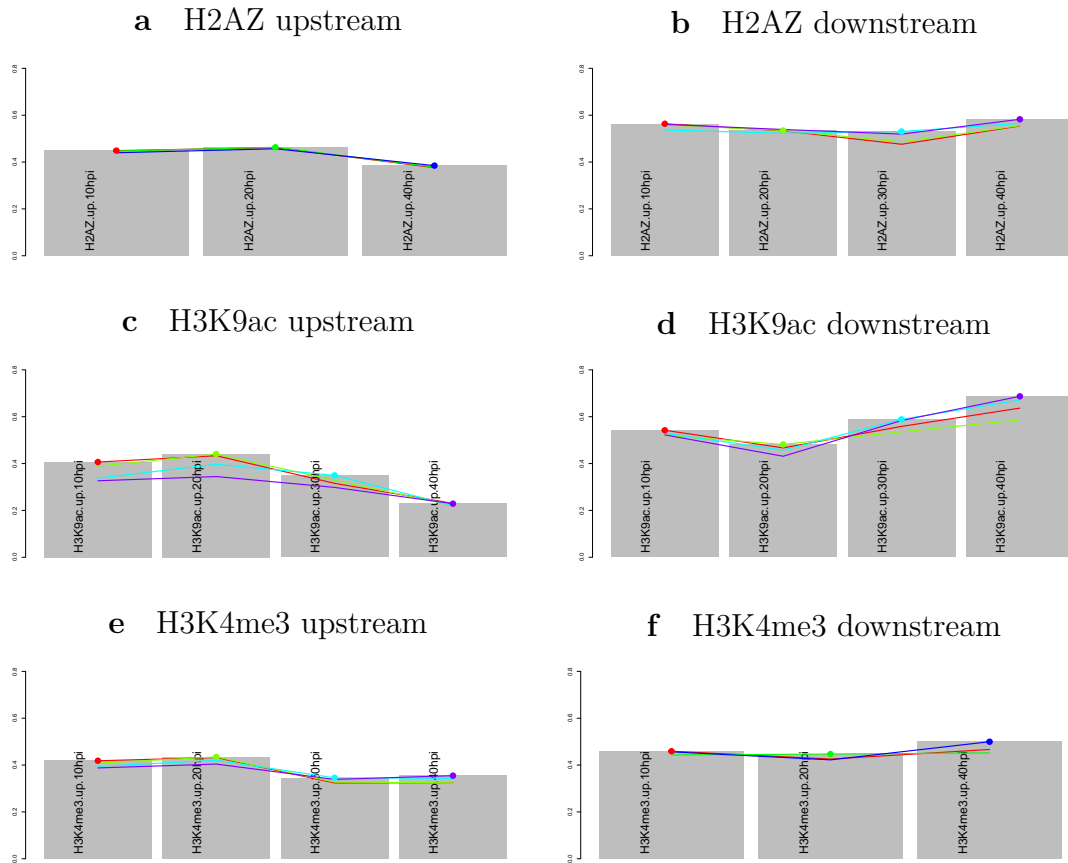 a H2AZ upstream
b H2AZ downstream
0.8
0.6
0.4
0.2
0.0
H2AZ.up.10hpi
H2AZ.up.20hpi
H2AZ.up.40hpi
0.8
0.6
0.4
0.2
0.0
H2AZ.up.10hpi
H2AZ.up.20hpi
H2AZ.up.30hpi
H2AZ.up.40hpi
c H3K9ac upstream
d H3K9ac downstream
0.8
0.6
0.4
0.2
0.0
H3K9ac.up.10hpi
H3K9ac.up.20hpi
H3K9ac.up.30hpi
H3K9ac.up.40hpi
0.8
0.6
0.4
0.2
0.0
H3K9ac.up.10hpi
H3K9ac.up.20hpi
H3K9ac.up.30hpi
H3K9ac.up.40hpi
e H3K4me3 upstream
f H3K4me3 downstream
0.8
0.6
0.4
0.2
0.0
H3K4me3.up.10hpi
H3K4me3.up.20hpi
H3K4me3.up.30hpi
H3K4me3.up.40hpi
0.8
0.6
0.4
0.2
0.0
H3K4me3.up.10hpi
H3K4me3.up.20hpi
H3K4me3.up.40hpi